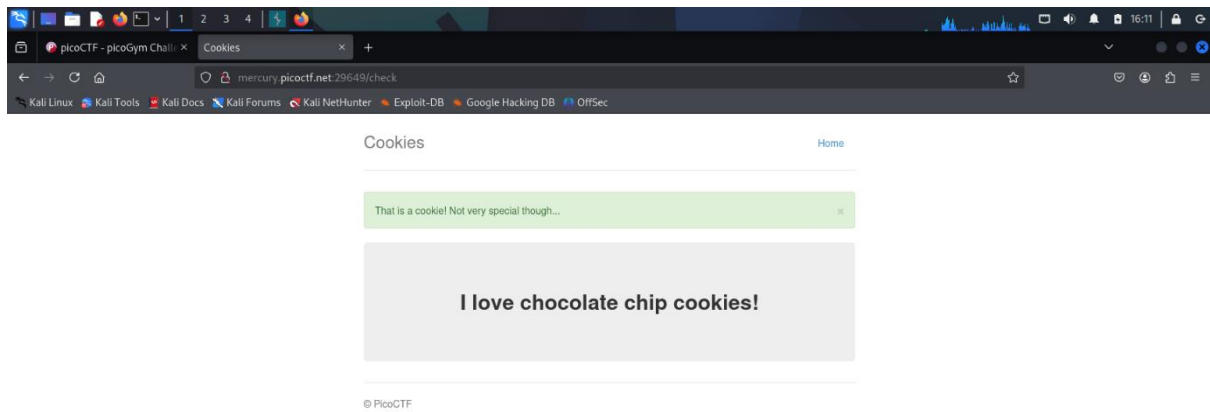 1 2 3 4
16:11
picoCTF - picoGym Challe
Cookies
mercury.picoctf.net:29649/check
Kali Linux Kali Tools Kali Docs Kali Forums Kali NetHunter Exploit-DB Google Hacking DB OffSec
Cookies
Home
That is a cookie! Not very special though...
I love chocolate chip cookies!
© PicoCTF